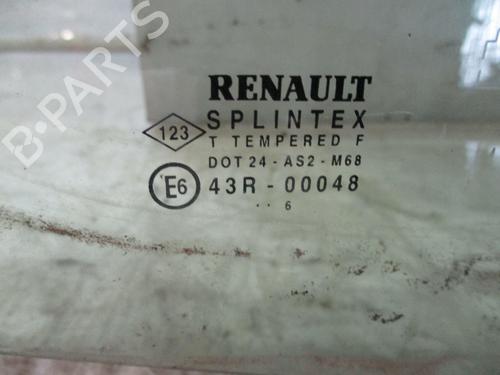 RENAULT
123
SPLINTEX
T TEMPERED F
DOT 24 - AS2 - M68
E6
43R - 00048
. . 6
B-PARTS